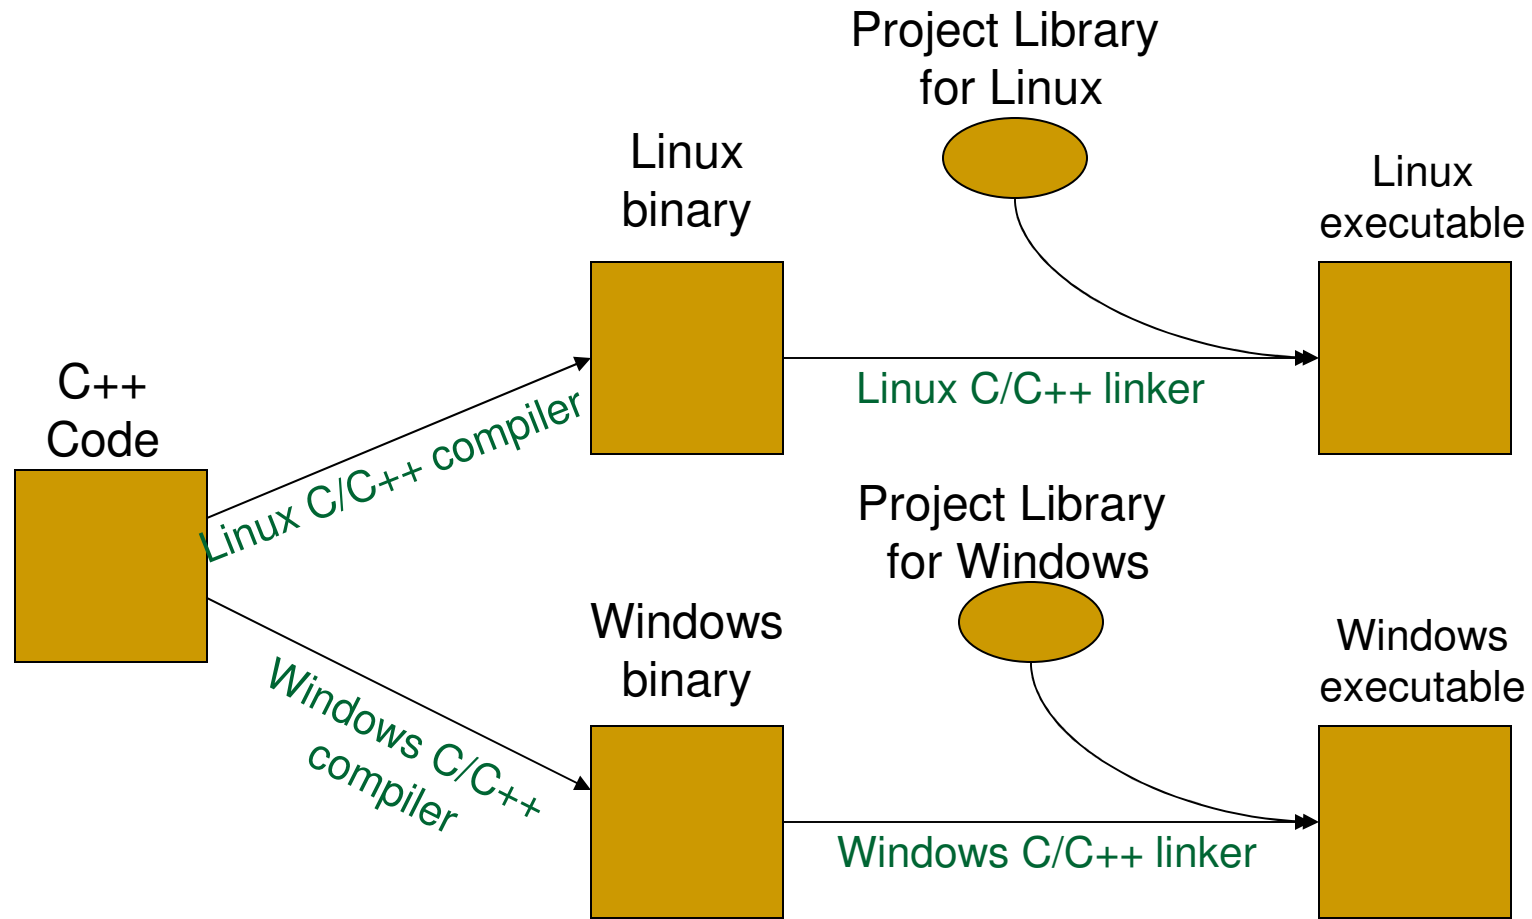 Project Library
for Linux
Linux
binary
Linux
executable
C++
Code
Linux C/C++ compiler
Linux C/C++ linker
Project Library
for Windows
Windows
binary
Windows
executable
Windows C/C++
compiler
Windows C/C++ linker